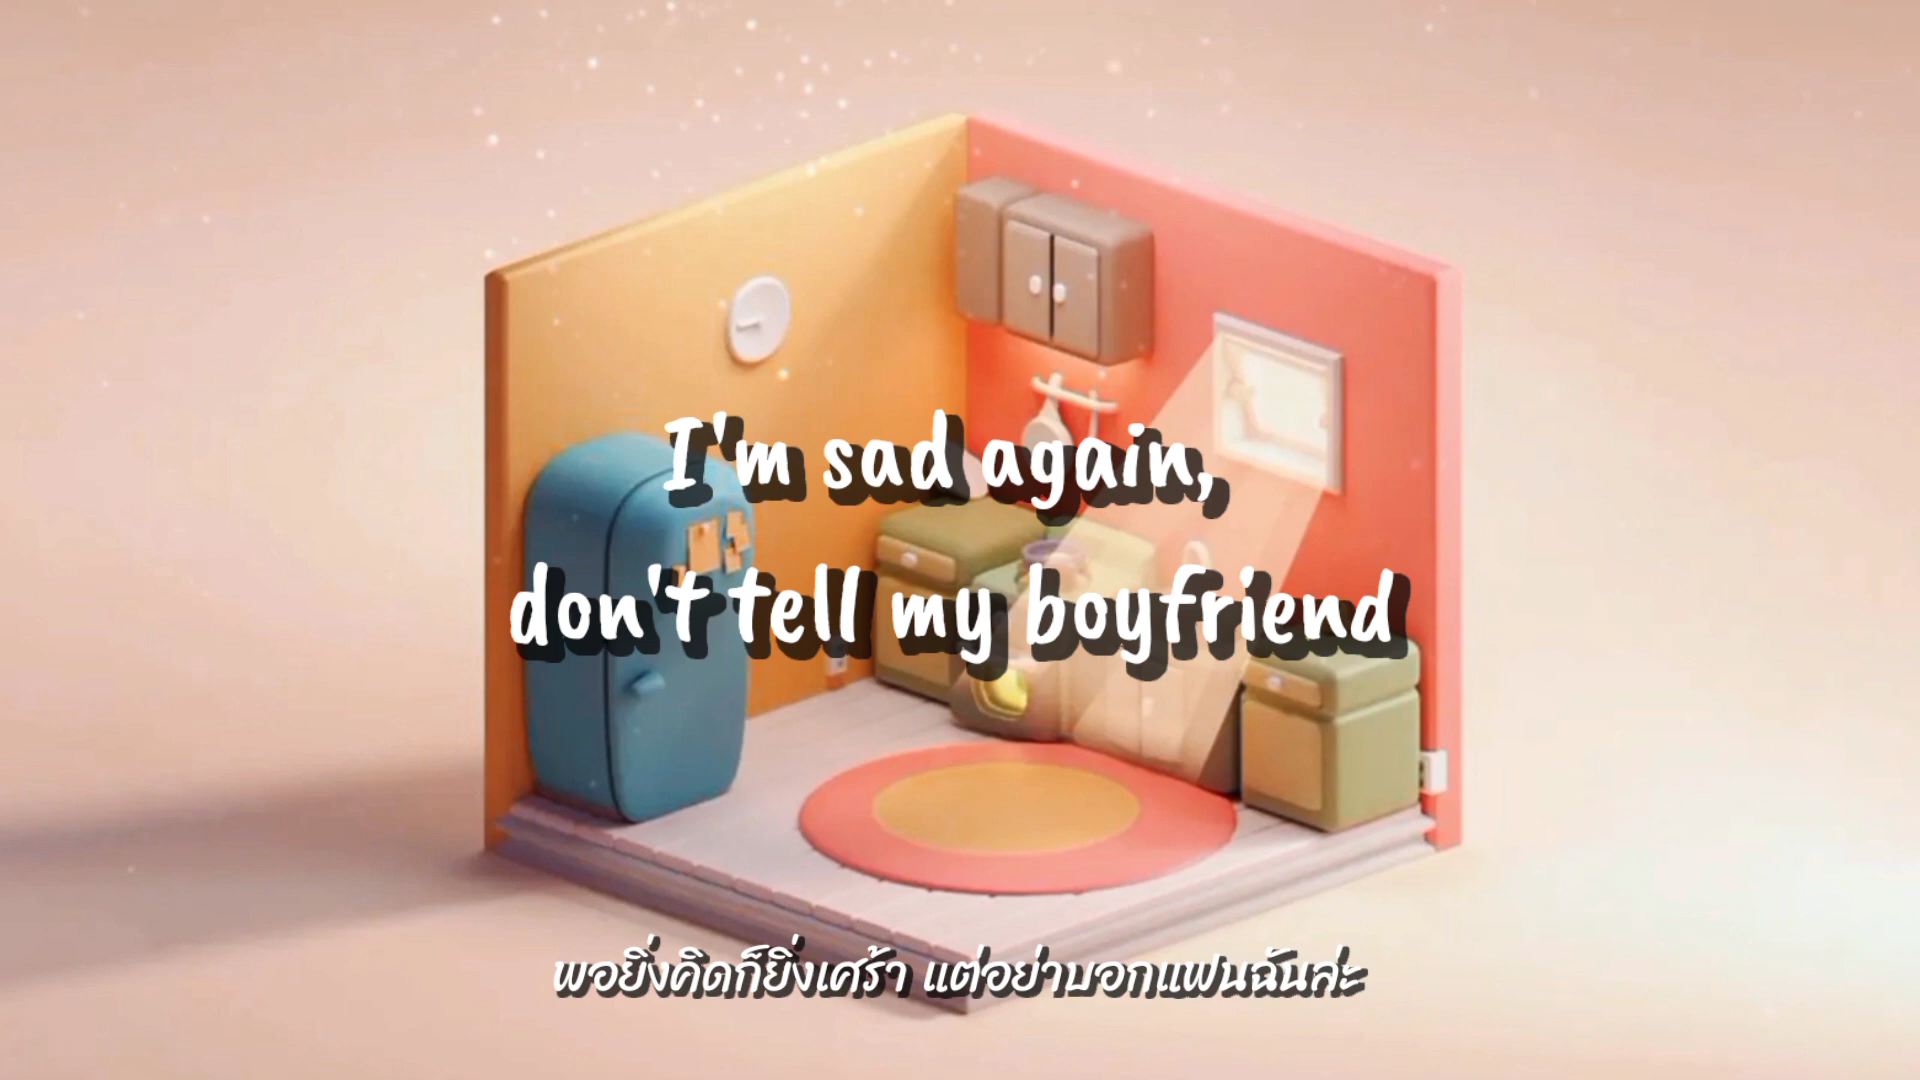 I'm sad again,
don't tell my boyfriend
พอยิ่งคิดก็ยิ่งเศร้า แต่อย่าบอกแฟนฉันล่ะ